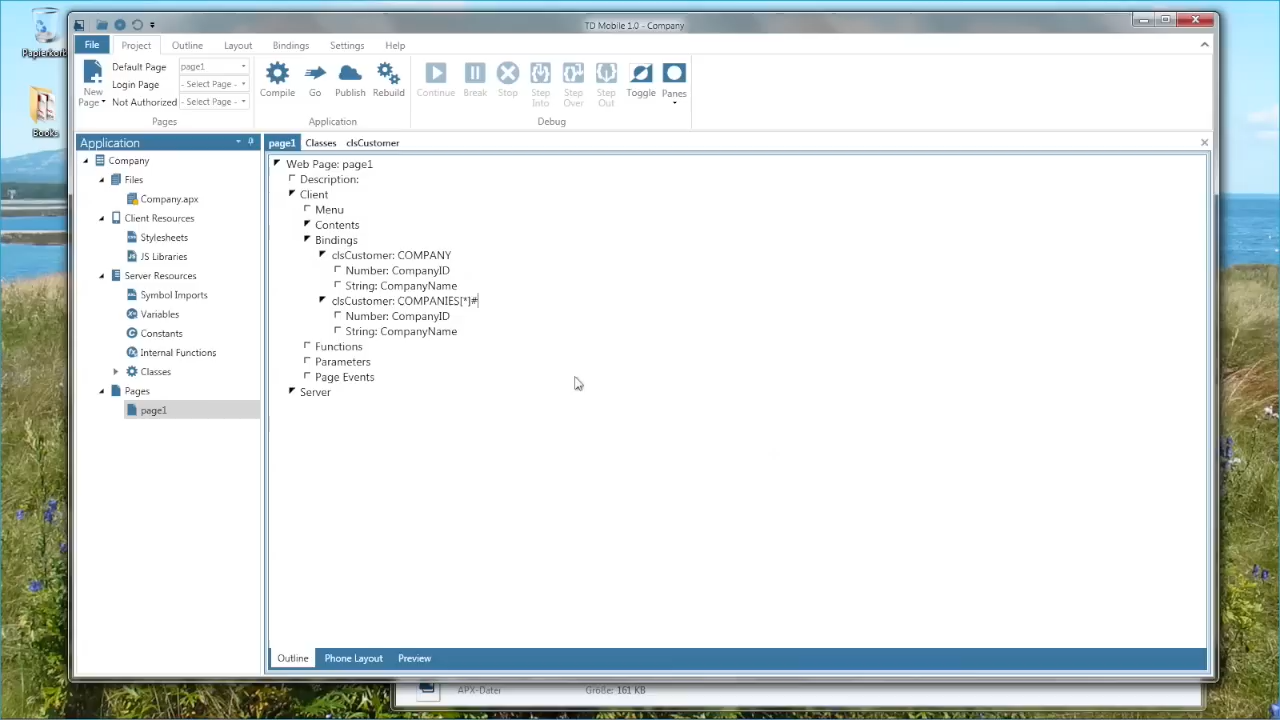 Papierkorb
Books
TD Mobile 1.0 - Company
File Project Outline Layout Bindings Settings Help
New Page
Default Page page1
Login Page - Select Page -
Not Authorized - Select Page -
Pages
Compile Go Publish Rebuild
Application
Continue Break Stop Step Into Step Over Step Out Toggle Panes
Debug
Application
Company
Files
Company.apx
Client Resources
Stylesheets
JS Libraries
Server Resources
Symbol Imports
Variables
Constants
Internal Functions
Classes
Pages
page1
page1 Classes clsCustomer
Web Page: page1
Description:
Client
Menu
Contents
Bindings
clsCustomer: COMPANY
Number: CompanyID
String: CompanyName
clsCustomer: COMPANIES[*]#
Number: CompanyID
String: CompanyName
Functions
Parameters
Page Events
Server
Outline Phone Layout Preview
APX-Datei Größe: 161 KB